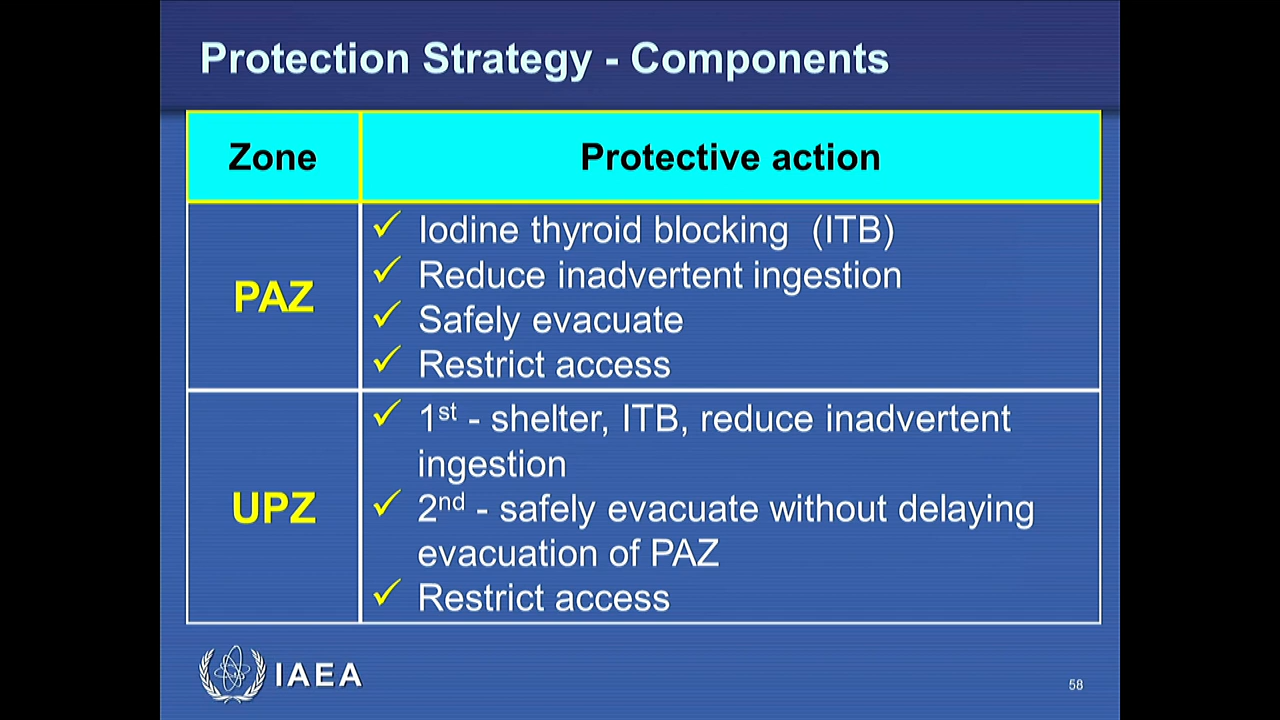 Protection Strategy - Components
Zone
Protective action
PAZ
✓ Iodine thyroid blocking (ITB)
✓ Reduce inadvertent ingestion
✓ Safely evacuate
✓ Restrict access
UPZ
✓ 1st - shelter, ITB, reduce inadvertent
ingestion
✓ 2nd - safely evacuate without delaying
evacuation of PAZ
✓ Restrict access
IAEA
58